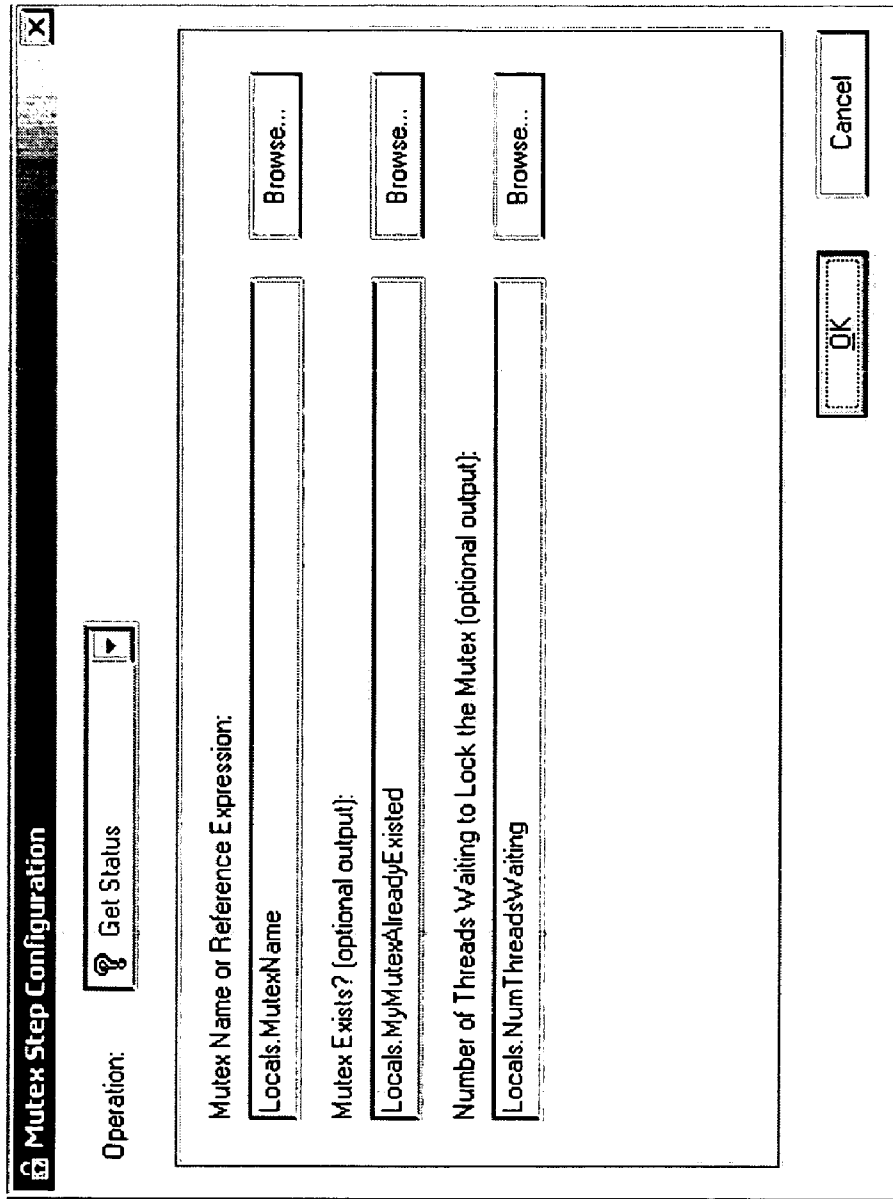 Mutex Step Configuration
Operation: Get Status
Mutex Name or Reference Expression:
Locals.MutexName Browse...
Mutex Exists? (optional output):
Locals.MyMutexAlreadyExisted Browse...
Number of Threads Waiting to Lock the Mutex (optional output):
Locals.NumThreadsWaiting Browse...
OK Cancel